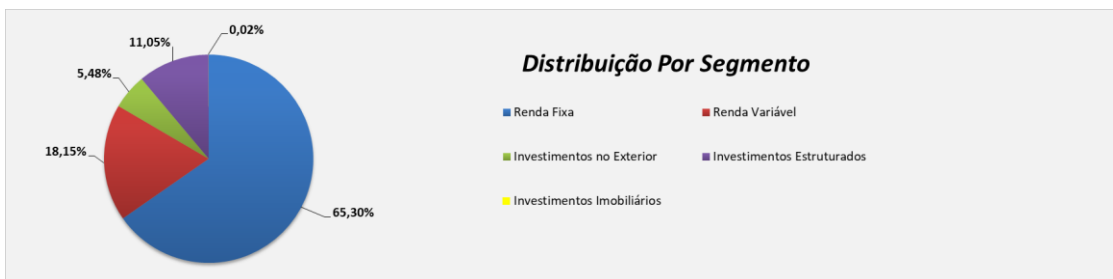 0,02%
11,05%
5,48%
18,15%
65,30%
Distribuição Por Segmento
Renda Fixa
Renda Variável
Investimentos no Exterior
Investimentos Estruturados
Investimentos Imobiliários